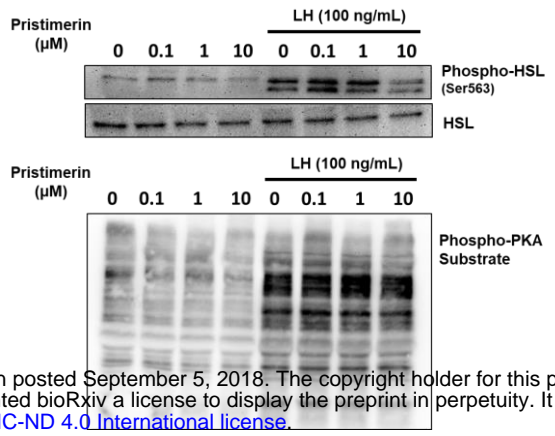 LH (100 ng/mL)
Pristimerin
(µM)
0 0.1 1 10 0 0.1 1 10
Phospho-HSL
(Ser563)
HSL
LH (100 ng/mL)
Pristimerin
(µM)
0 0.1 1 10 0 0.1 1 10
Phospho-PKA
Substrate
posted September 5, 2018. The copyright holder for this
bioRxiv a license to display the preprint in perpetuity. It
4.0 International license.